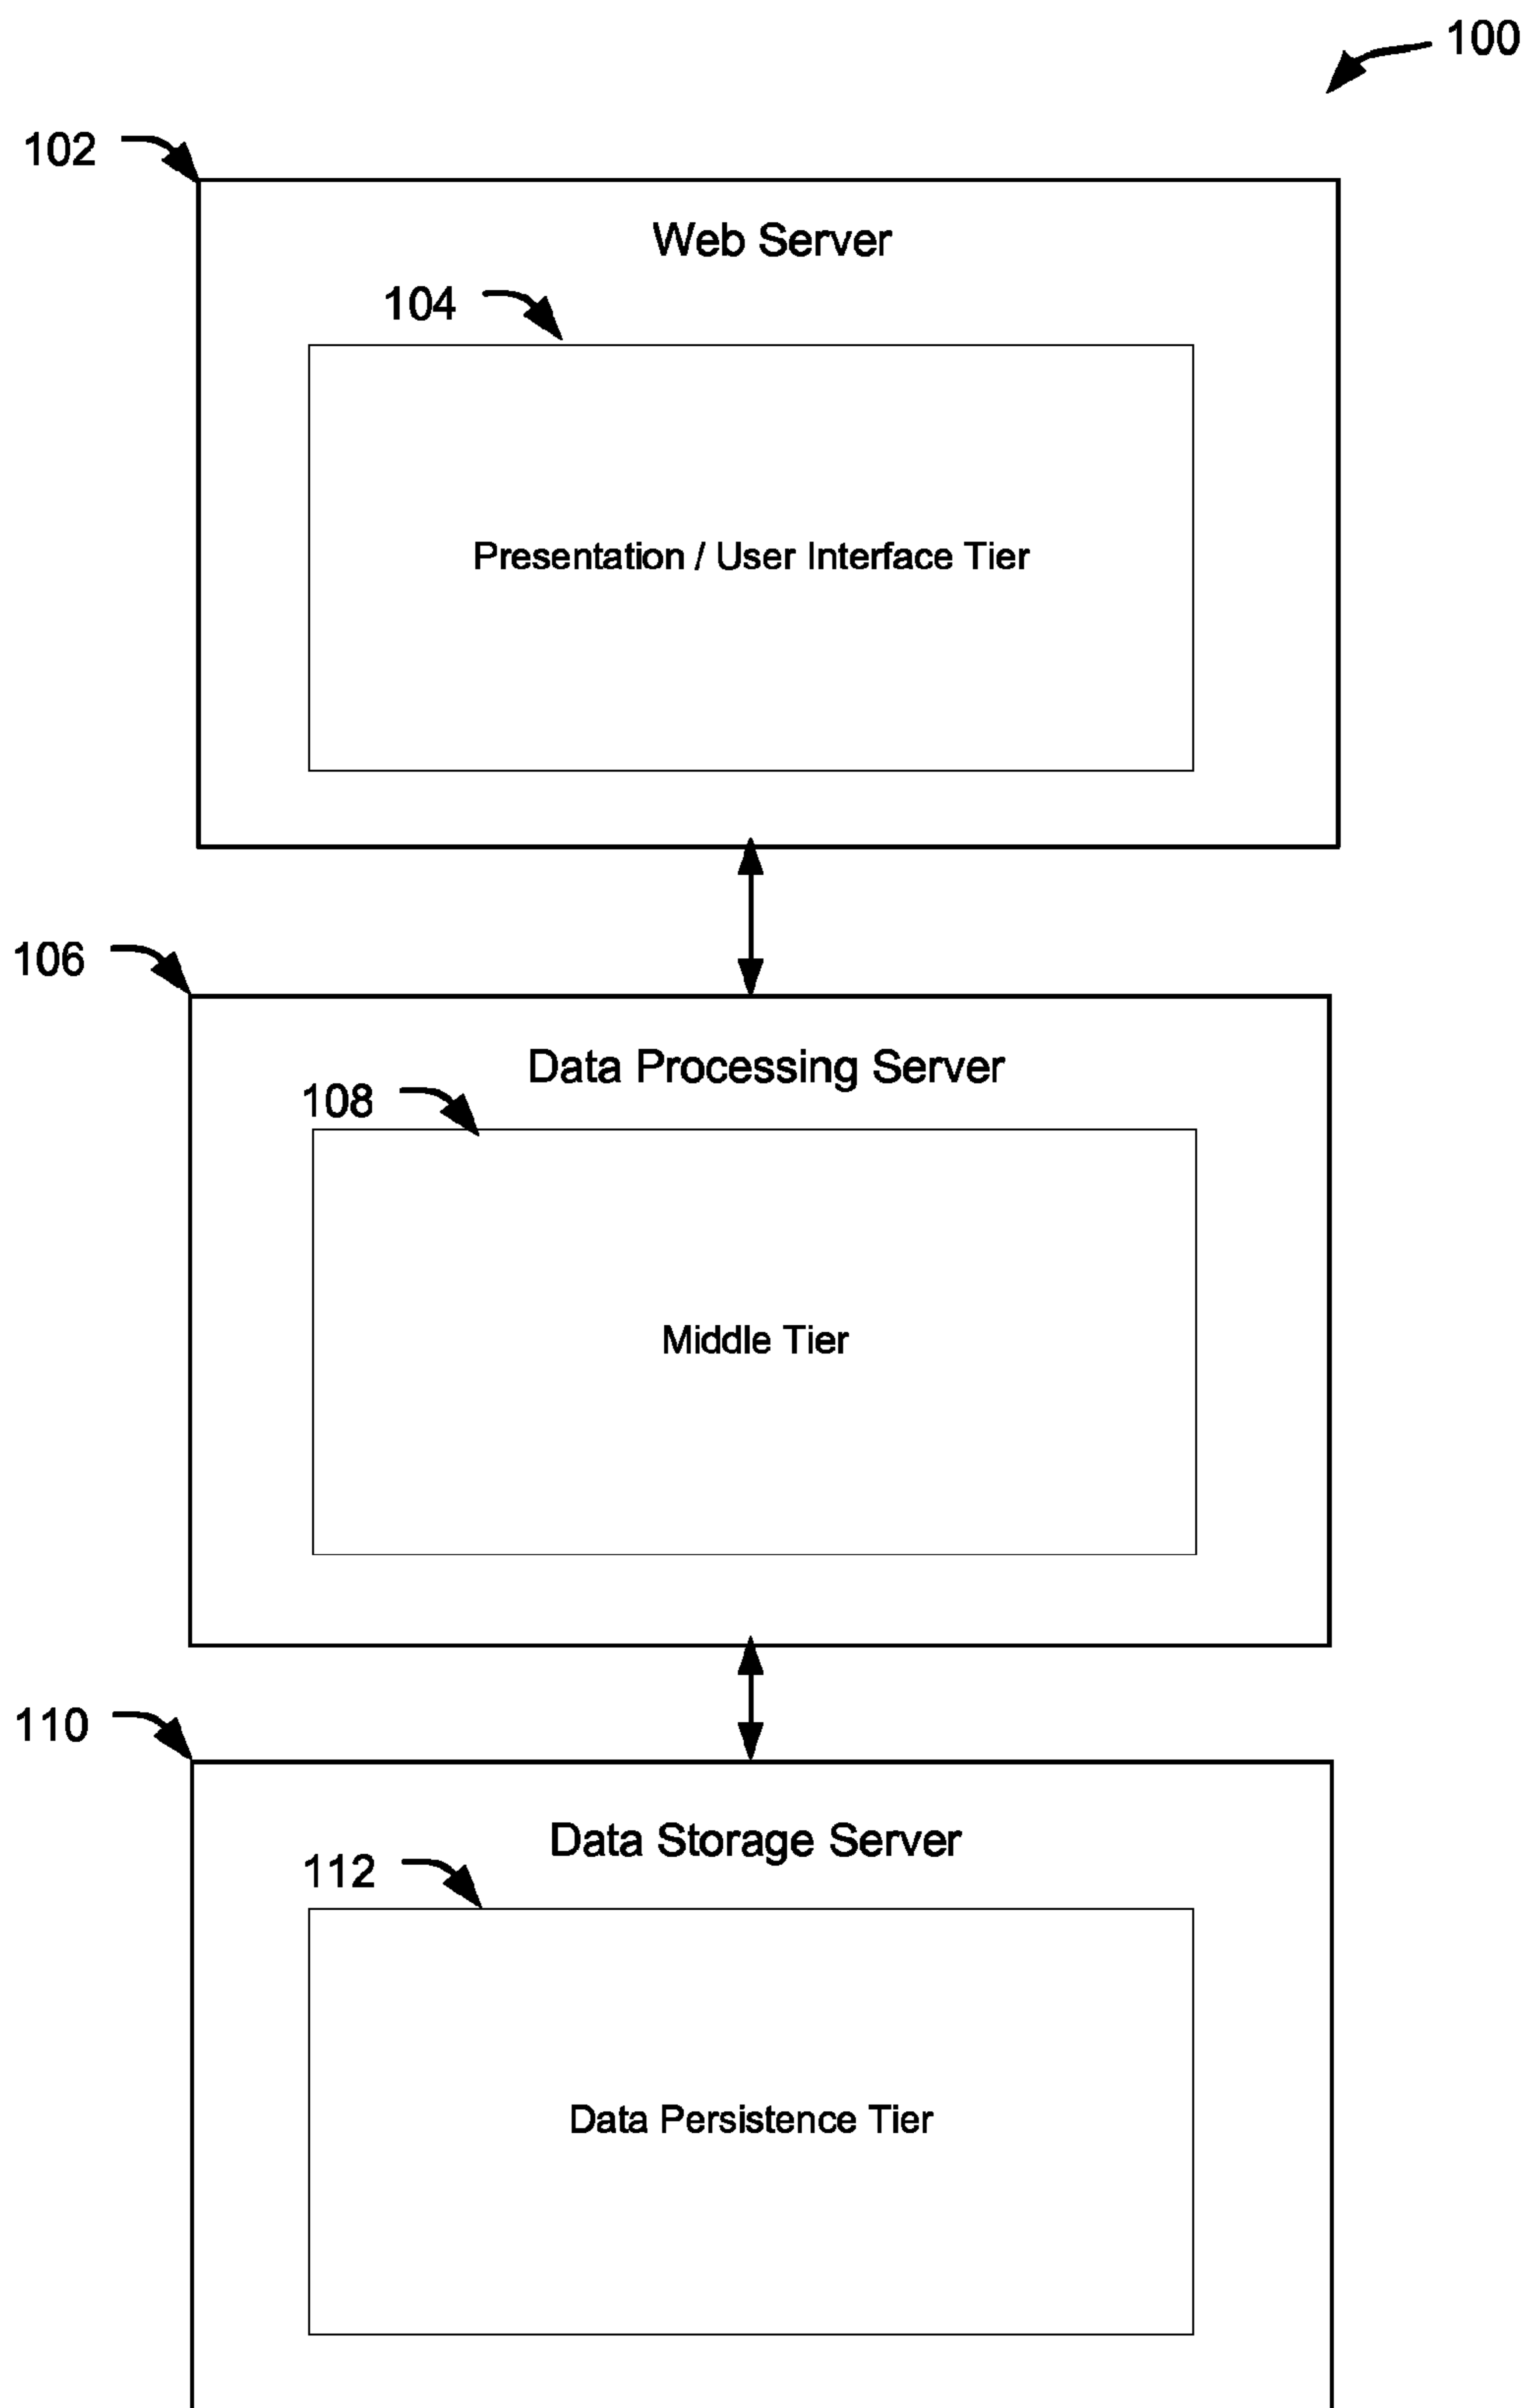 100
102
Web Server
104
Presentation / User Interface Tier
106
Data Processing Server
108
Middle Tier
110
Data Storage Server
112
Data Persistence Tier